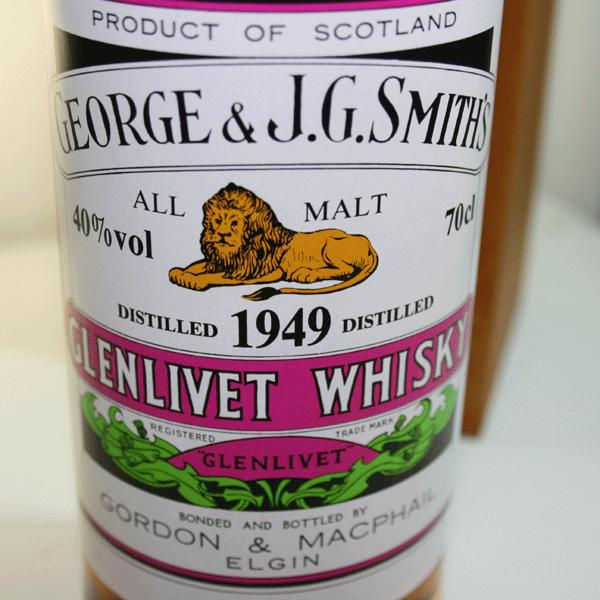 PRODUCT OF SCOTLAND
GEORGE & J.G.SMITH'S
ALL MALT
40%vol 70cl
DISTILLED 1949 DISTILLED
GLENLIVET WHISKY
REGISTERED TRADE MARK
"GLENLIVET"
BONDED AND BOTTLED BY
GORDON & MACPHAIL
ELGIN